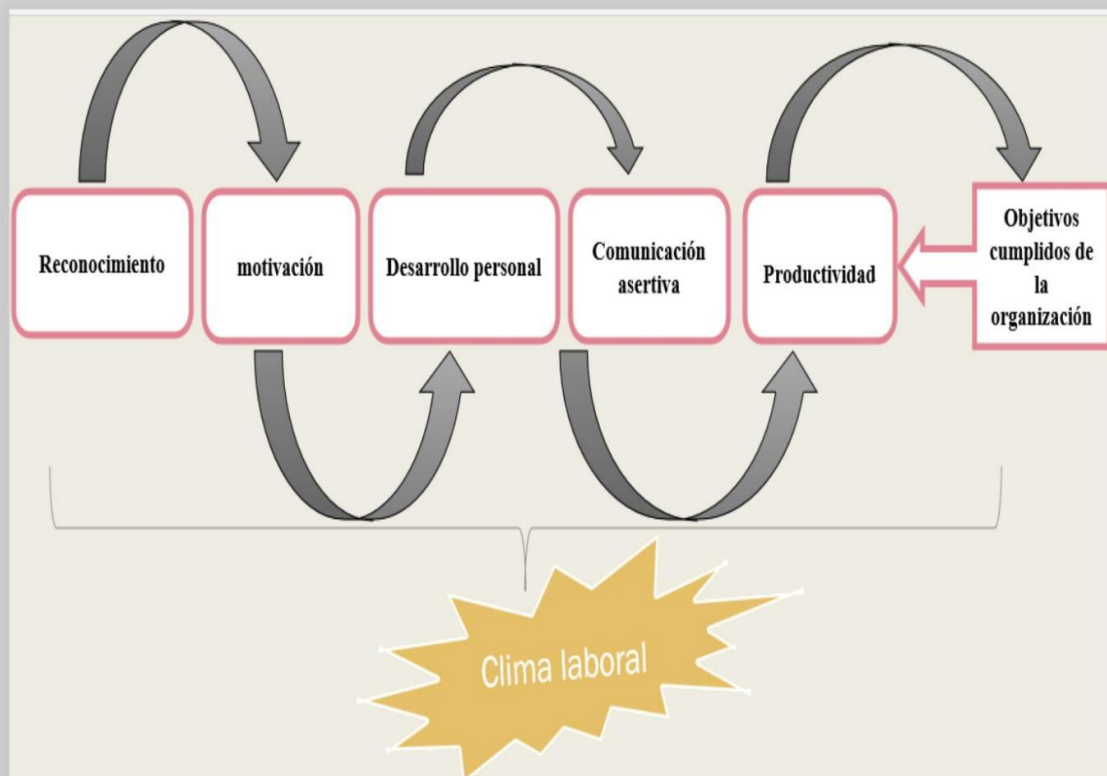 Reconocimiento
motivación
Desarrollo personal
Comunicación
asertiva
Productividad
Objetivos
cumplidos de
la
organización
Clima laboral